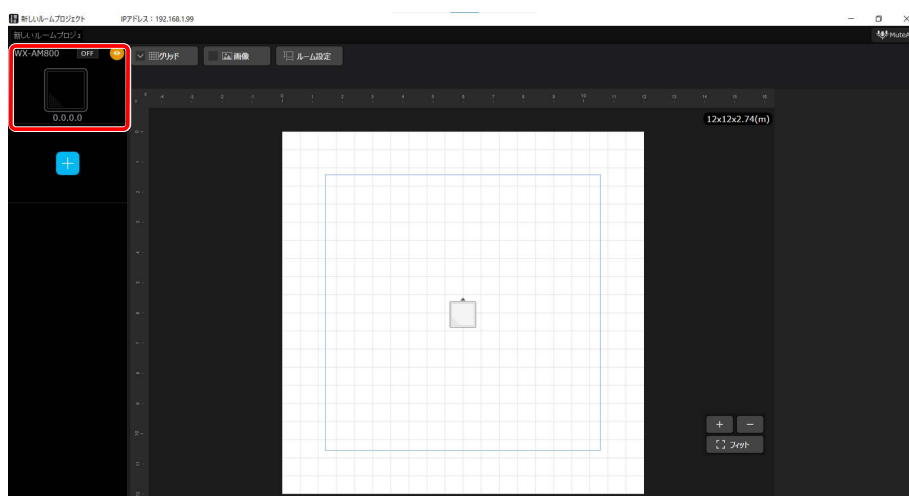 新しいルームプロジェクト IPアドレス：192.168.1.99
新しいルームプロジェ
MuteA
WX-AM800 OFF
グリッド 画像 ルーム設定
0.0.0.0
12x12x2.74(m)
フィット